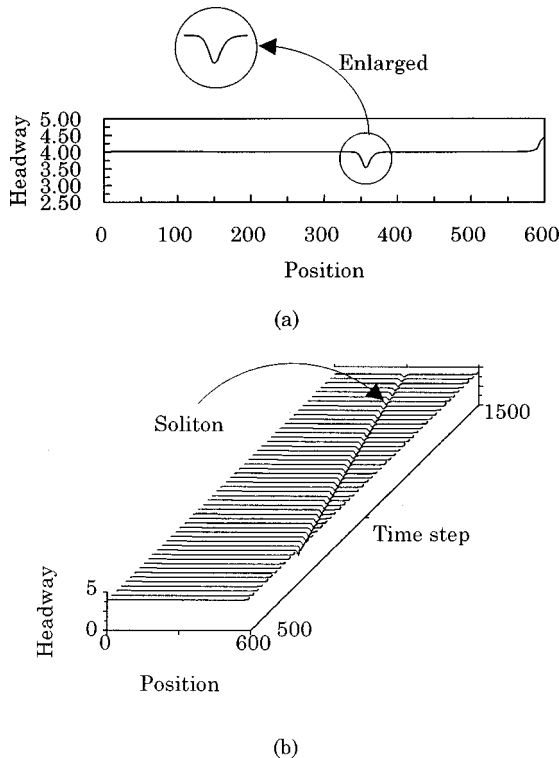 Enlarged
Headway
5.00
4.50
4.00
3.50
3.00
2.50
0 100 200 300 400 500 600
Position
(a)
Soliton
1500
Time step
Headway
5
0
0 600 500
Position
(b)